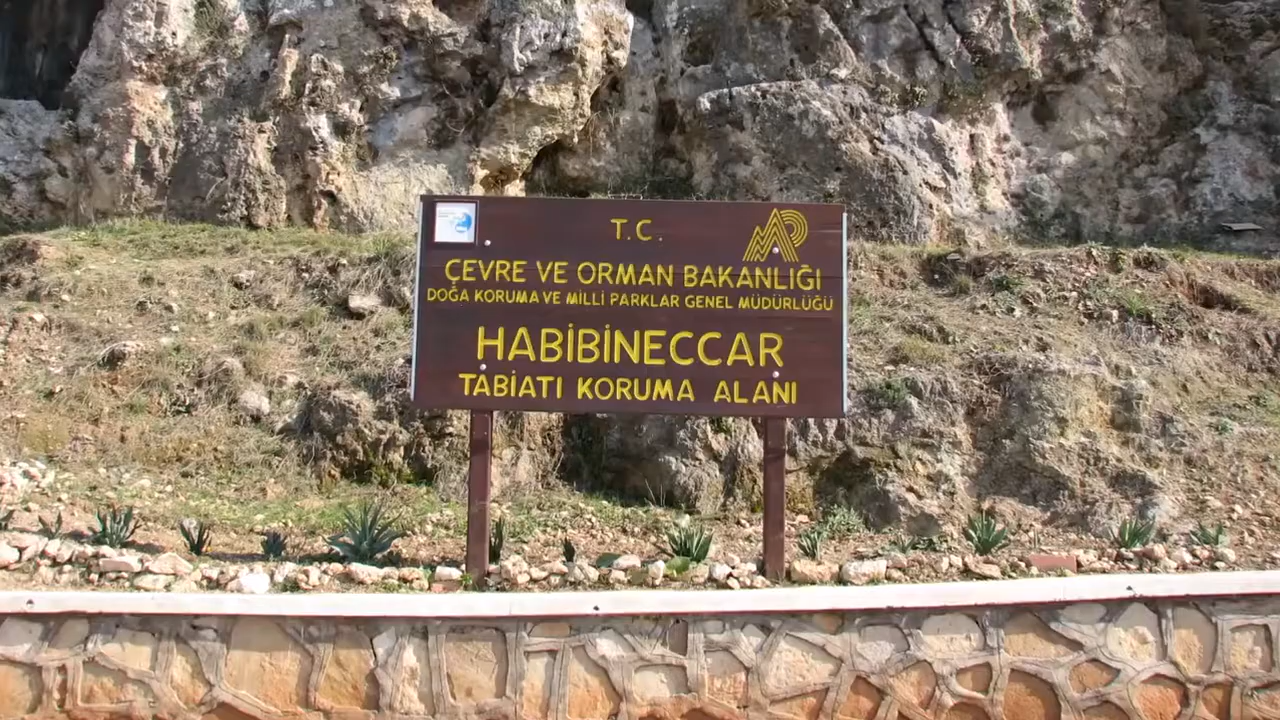 T.C.
ÇEVRE VE ORMAN BAKANLIĞI
DOĞA KORUMA VE MİLLİ PARKLAR GENEL MÜDÜRLÜĞÜ
HABİBİNECCAR
TABİATI KORUMA ALANI